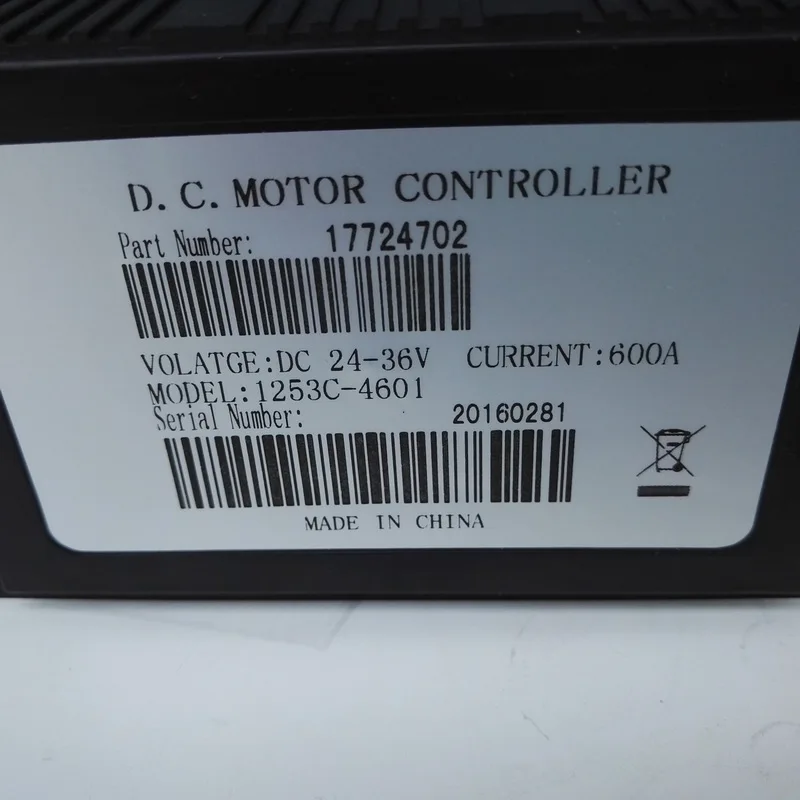 D. C. MOTOR CONTROLLER
Part Number: 17724702
VOLATGE:DC 24-36V CURRENT:600A
MODEL:1253C-4601
Serial Number: 20160281
MADE IN CHINA